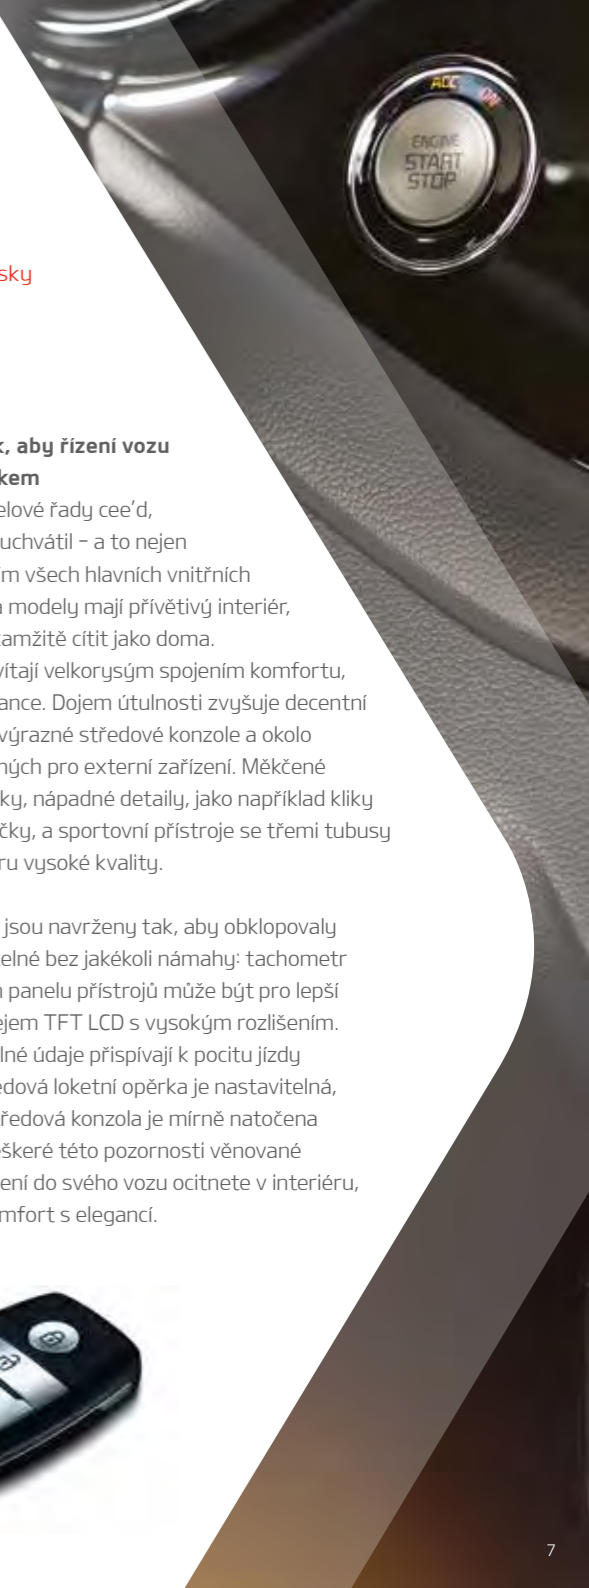 ACC ON
ENGINE
START
STOP
sky
, aby řízení vozu
kem
elové řady cee’d,
uchvátil – a to nejen
ím všech hlavních vnitřních
a modely mají přívětivý interiér,
amžitě cítit jako doma.
vítají velkorysým spojením komfortu,
ance. Dojem útulnosti zvyšuje decentní
výrazné středové konzole a okolo
ných pro externí zařízení. Měkčené
ky, nápadné detaily, jako například kliky
čky, a sportovní přístroje se třemi tubusy
ru vysoké kvality.
jsou navrženy tak, aby obklopovaly
elné bez jakékoli námahy: tachometr
panelu přístrojů může být pro lepší
ejem TFT LCD s vysokým rozlišením.
lné údaje přispívají k pocitu jízdy
edová loketní opěrka je nastavitelná,
tředová konzola je mírně natočena
eškeré této pozornosti věnované
ení do svého vozu ocitnete v interiéru,
mfort s elegancí.
7